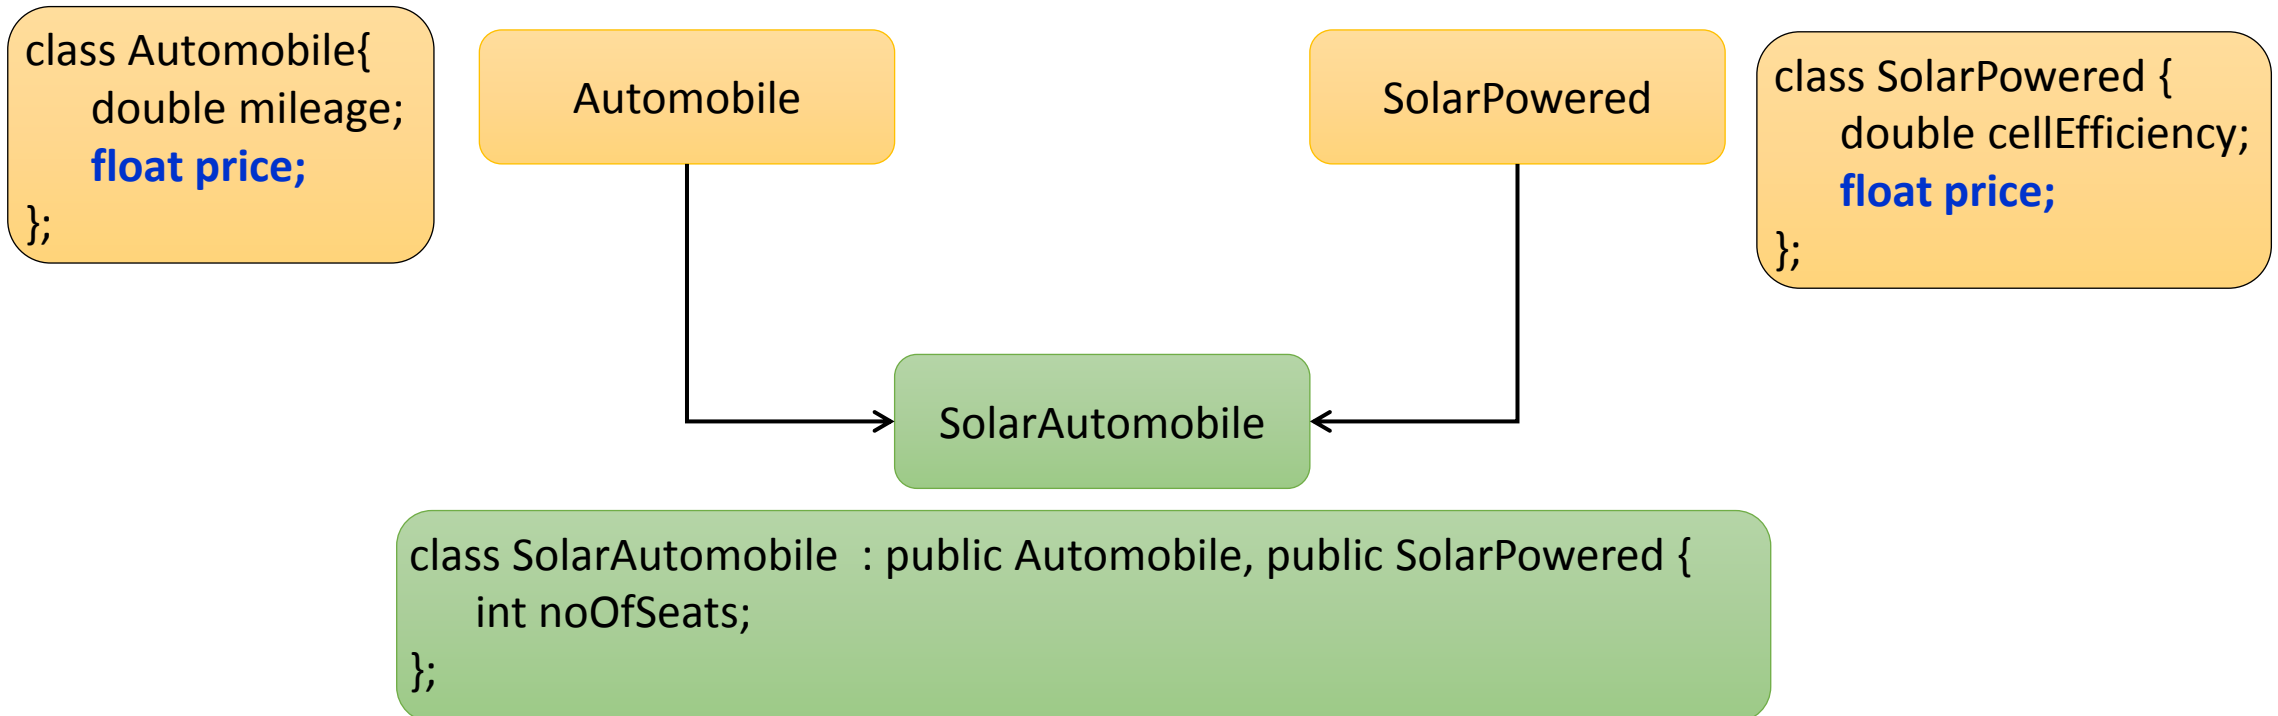 class Automobile{
double mileage;
float price;
};
Automobile
SolarPowered
class SolarPowered {
double cellEfficiency;
float price;
};
SolarAutomobile
class SolarAutomobile  : public Automobile, public SolarPowered {
int noOfSeats;
};